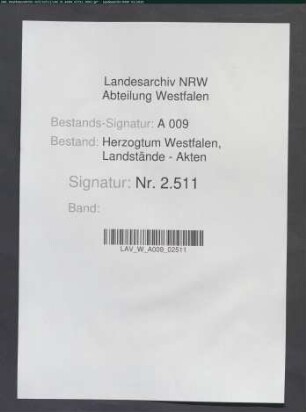 Landesarchiv NRW
Abteilung Westfalen
Bestands-Signatur: A 009
Bestand: Herzogtum Westfalen,
Landstände - Akten
Signatur: Nr. 2.511
Band:
LAV_W_A009_02511